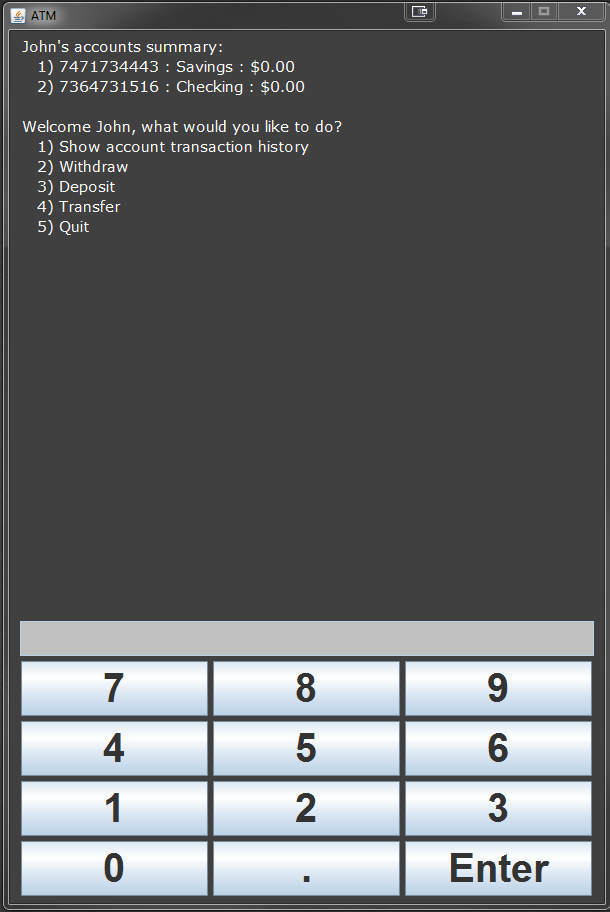 ATM
John's accounts summary:
1) 7471734443 : Savings : $0.00
2) 7364731516 : Checking : $0.00
Welcome John, what would you like to do?
1) Show account transaction history
2) Withdraw
3) Deposit
4) Transfer
5) Quit
7 8 9
4 5 6
1 2 3
0 . Enter